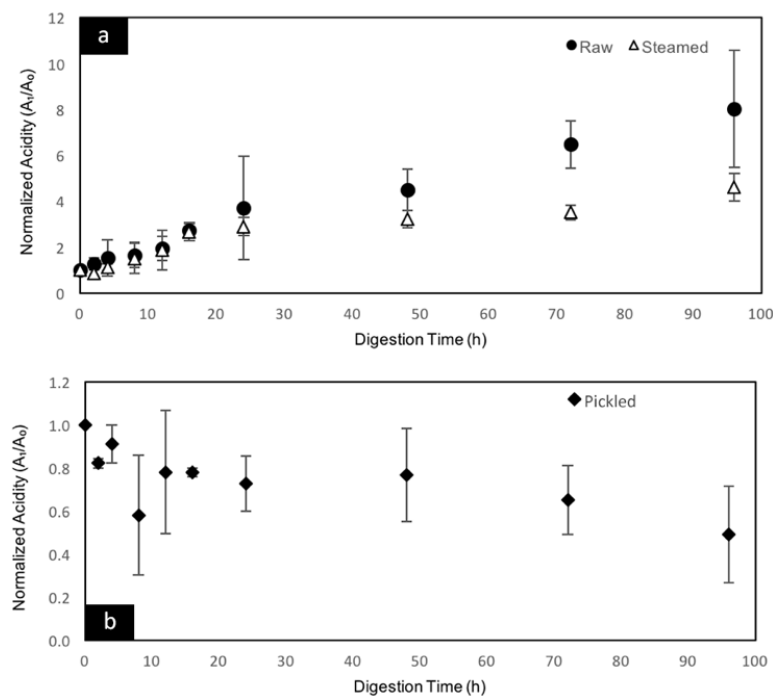 a
● Raw △ Steamed
Normalized Acidity (A₁/A₀)
12
10
8
6
4
2
0
0 10 20 30 40 50 60 70 80 90 100
Digestion Time (h)
◆ Pickled
Normalized Acidity (A₁/A₀)
1.2
1.0
0.8
0.6
0.4
0.2
0.0
b
0 10 20 30 40 50 60 70 80 90 100
Digestion Time (h)